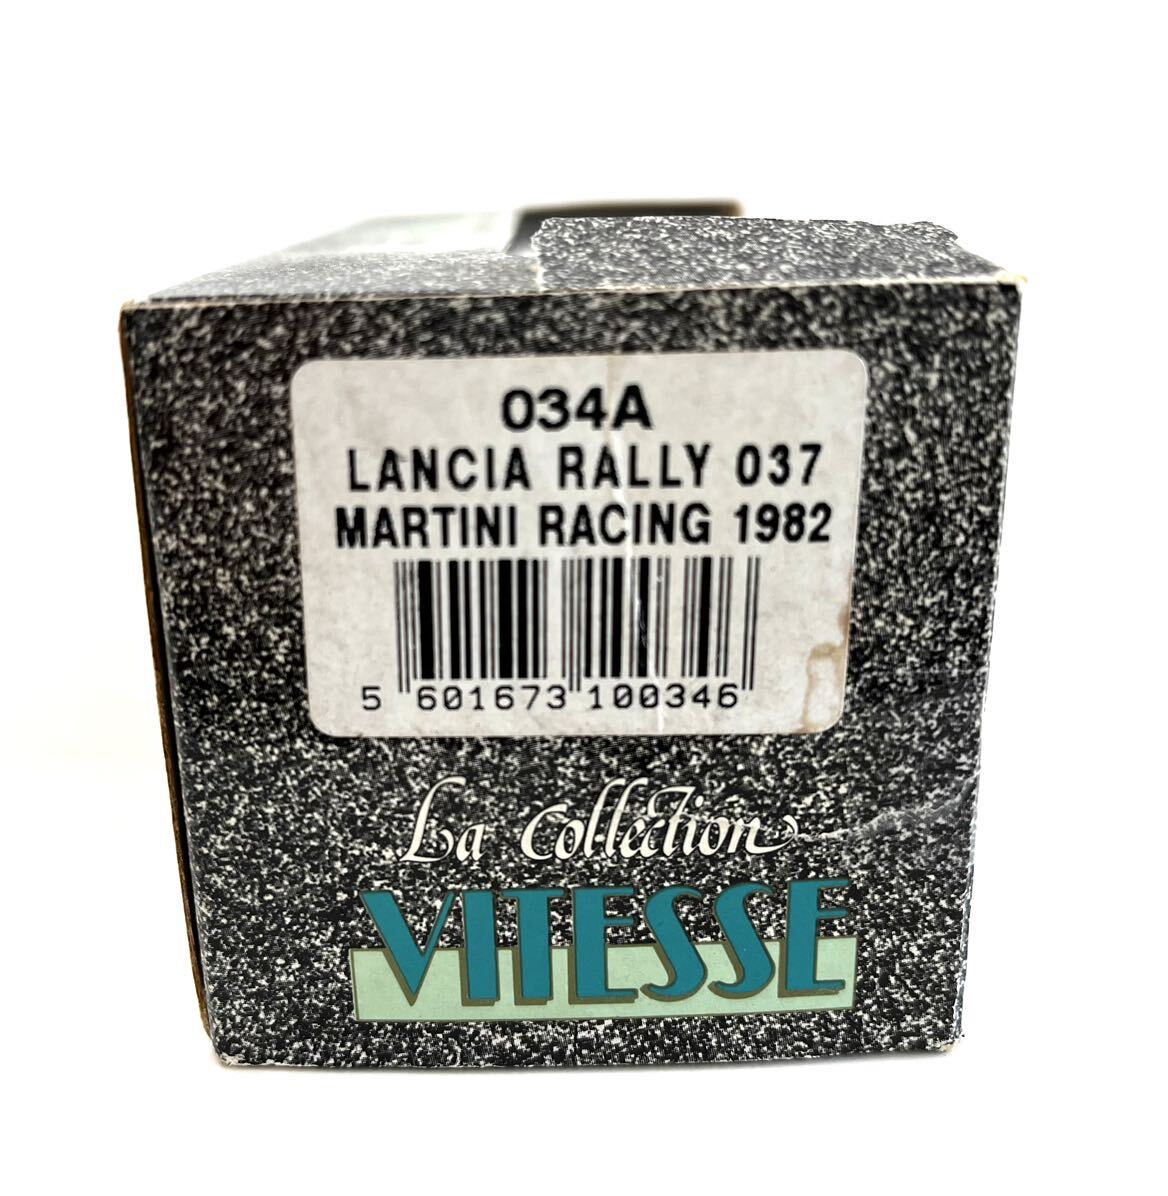 034A
LANCIA RALLY 037
MARTINI RACING 1982
5 601673 100346
La Collection
VITESSE